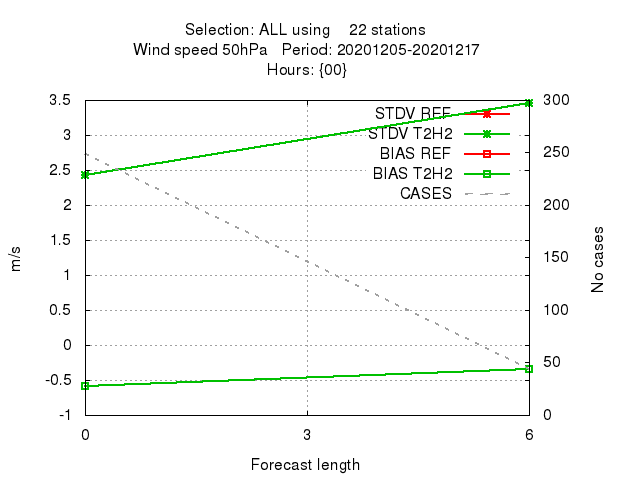 Selection: ALL using    22 stations
Wind speed 50hPa   Period: 20201205-20201217
Hours: {00}
3.5
3
2.5
2
1.5
1
0.5
0
-0.5
-1
m/s
STDV REF
STDV T2H2
BIAS REF
BIAS T2H2
CASES
300
250
200
150
100
50
0
No cases
0
3
6
Forecast length